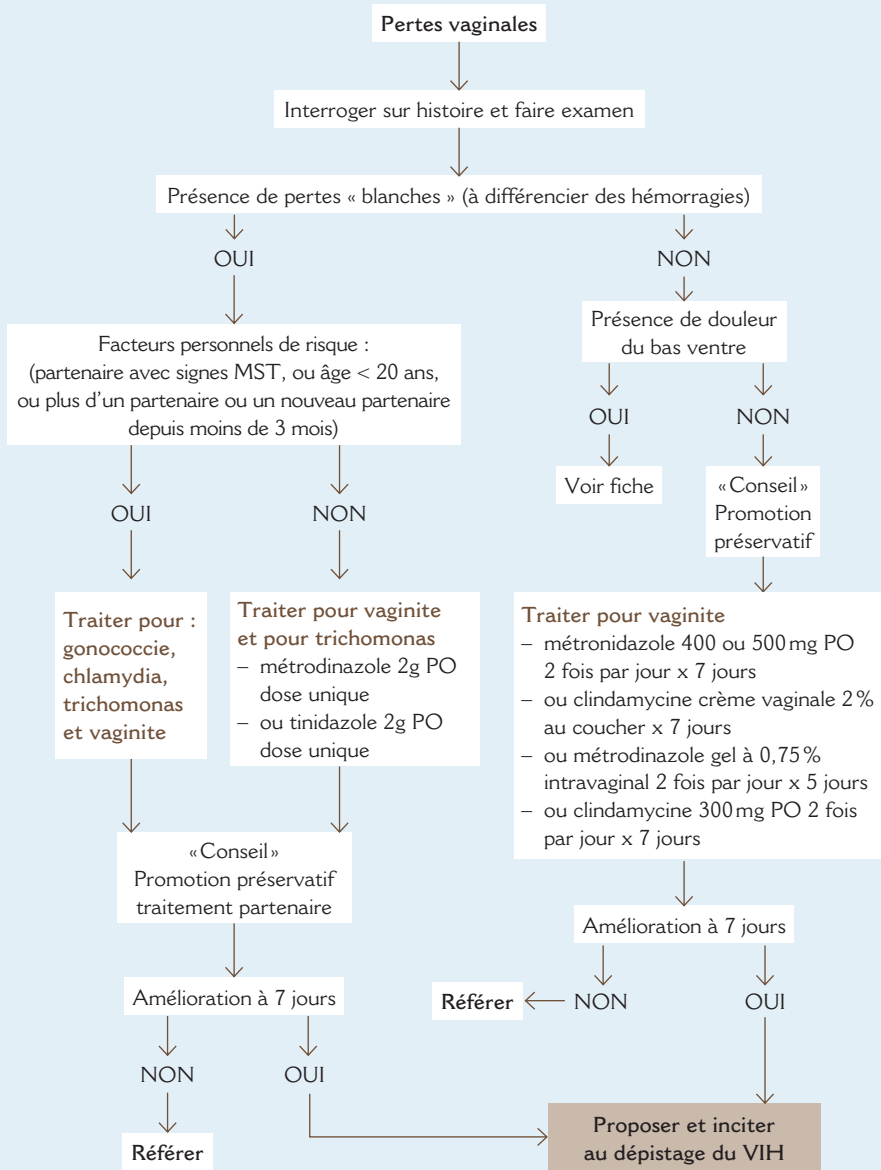 Pertes vaginales
Interroger sur histoire et faire examen
Présence de pertes « blanches » (à différencier des hémorragies)
OUI
NON
Facteurs personnels de risque :
(partenaire avec signes MST, ou âge < 20 ans,
ou plus d’un partenaire ou un nouveau partenaire
depuis moins de 3 mois)
Présence de douleur
du bas ventre
OUI
NON
OUI
NON
Voir fiche
«Conseil»
Promotion
préservatif
Traiter pour :
gonococcie,
chlamydia,
trichomonas
et vaginite
Traiter pour vaginite
et pour trichomonas
– métrodinazole 2g PO
dose unique
– ou tinidazole 2g PO
dose unique
Traiter pour vaginite
– métronidazole 400 ou 500mg PO
2 fois par jour x 7 jours
– ou clindamycine crème vaginale 2%
au coucher x 7 jours
– ou métrodinazole gel à 0,75%
intravaginal 2 fois par jour x 5 jours
– ou clindamycine 300mg PO 2 fois
par jour x 7 jours
«Conseil»
Promotion préservatif
traitement partenaire
Amélioration à 7 jours
Amélioration à 7 jours
Référer
NON
OUI
NON
OUI
Référer
Proposer et inciter
au dépistage du VIH